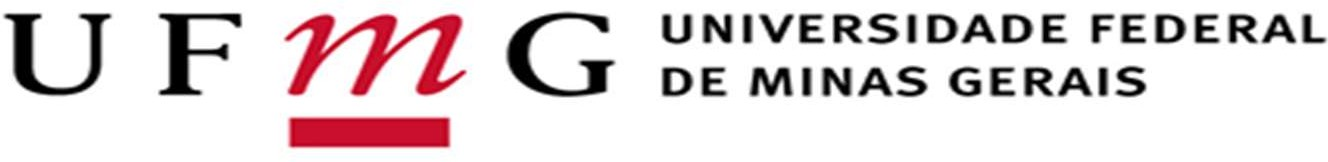 UFmG
UNIVERSIDADE FEDERAL
DE MINAS GERAIS